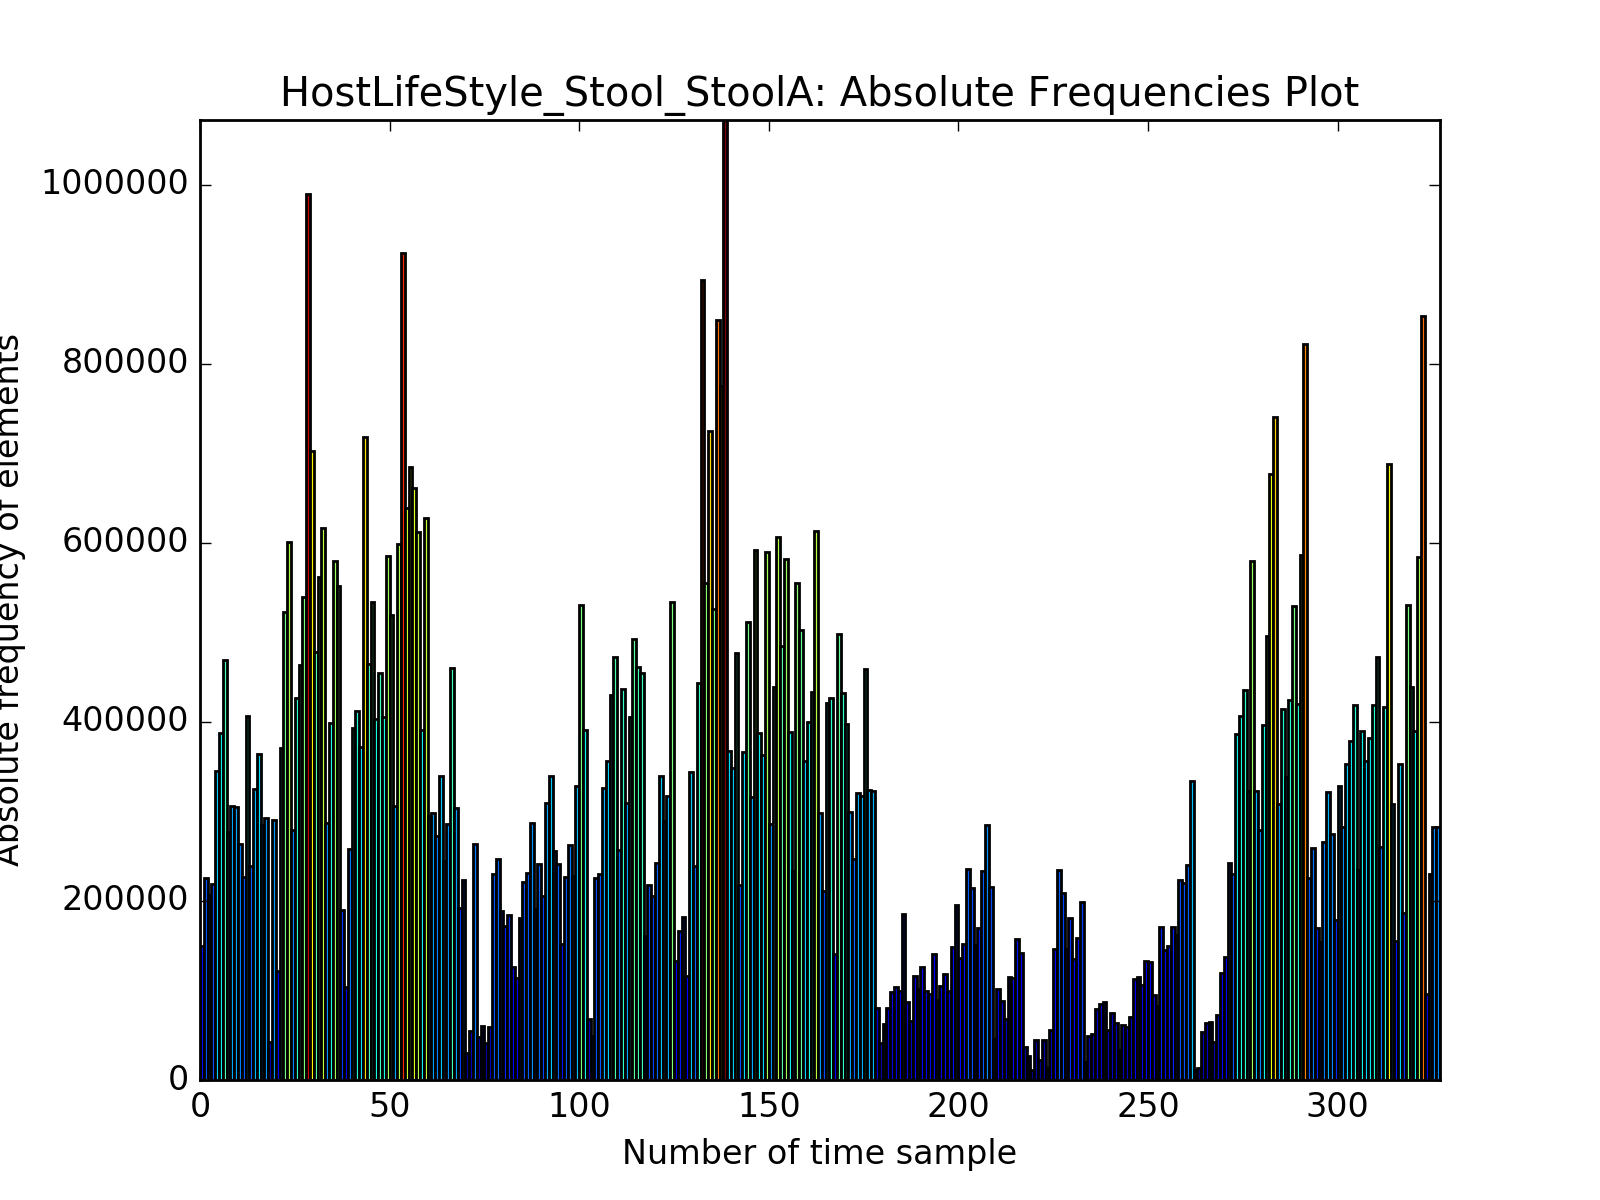 HostLifeStyle_Stool_StoolA: Absolute Frequencies Plot
Absolute frequency of elements
1000000
800000
600000
400000
200000
0
0 50 100 150 200 250 300
Number of time sample